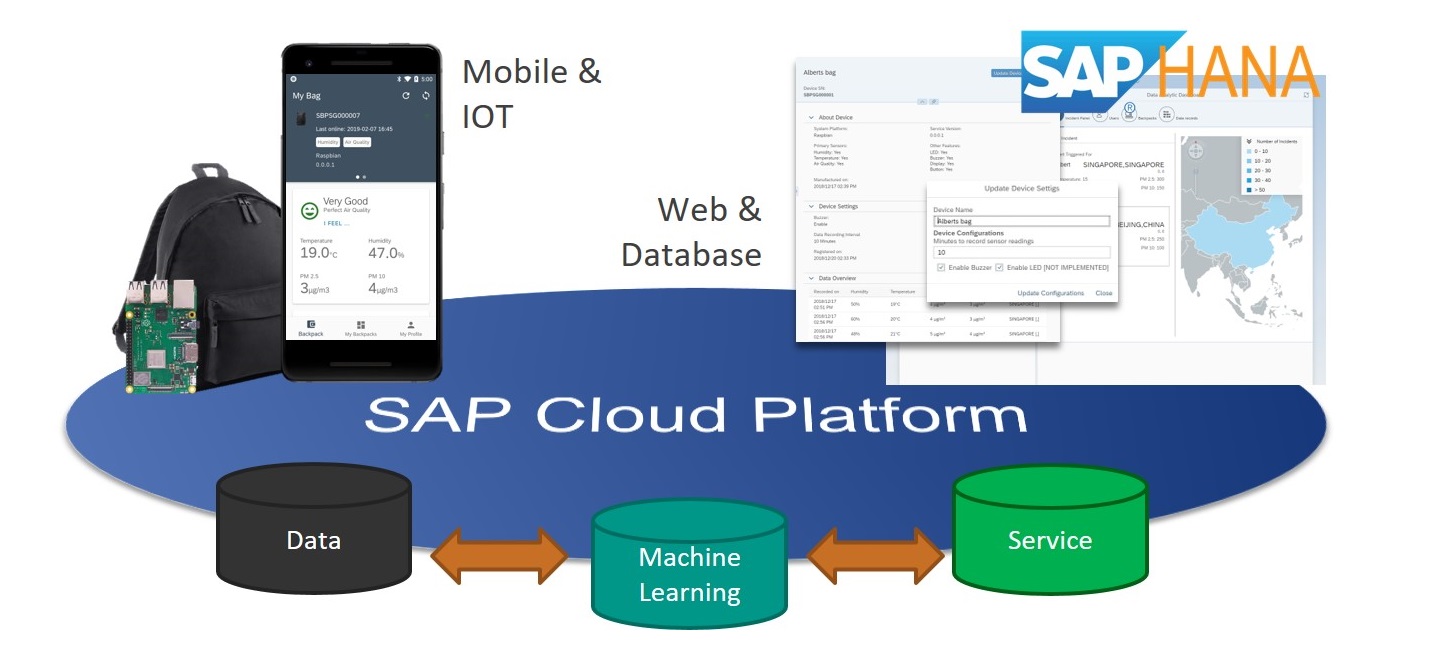 Mobile &
IOT
5:00
My Bag
SBPSG000007
Last online: 2019-02-07 16:45
Humidity Air Quality
Raspbian
0.0.0.1
Very Good
Perfect Air Quality
I FEEL ...
Temperature Humidity
19.0°C 47.0%
PM 2.5 PM 10
3µg/m3 4µg/m3
Backpack My Backpacks My Profile
Web &
Database
SAP HANA
Alberts bag
Update Device
Device SN:
SBPSG000001
About Device
System Platform: Service Version:
Raspbian 0.0.0.1
Primary Sensors: Other Features:
Humidity: Yes LED: Yes
Temperature: Yes Buzzer: Yes
Air Quality: Yes Display: Yes
Button: Yes
Manufactured on:
2018/12/17 02:39 PM
Device Settings
Buzzer:
Enable
Data Recording Interval
10 Minutes
Registered on:
2018/12/20 02:35 PM
Data Overview
Recorded on Humidity Temperature
2018/12/17 50% 19°C SINGAPORE [,]
02:51 PM
2018/12/17 60% 20°C 4 µg/m³ 3 µg/m³ SINGAPORE [,]
02:56 PM
2018/12/17 48% 21°C 5 µg/m³ 4 µg/m³ SINGAPORE [,]
02:56 PM
Update Device Settigs
Device Name
Alberts bag
Device Configurations
Minutes to record sensor readings
10
Enable Buzzer Enable LED [NOT IMPLEMENTED]
Update Configurations Close
Data Analytic
®
Incident Panel Users Backpacks Data records
Incident
Triggered For
SINGAPORE,SINGAPORE
PM 2.5: 300
PM 10: 150
EIJING,CHINA
PM 2.5: 250
PM 10: 100
Number of Incidents
0 - 10
10 - 20
20 - 30
30 - 40
> 50
SAP Cloud Platform
Data
Machine
Learning
Service